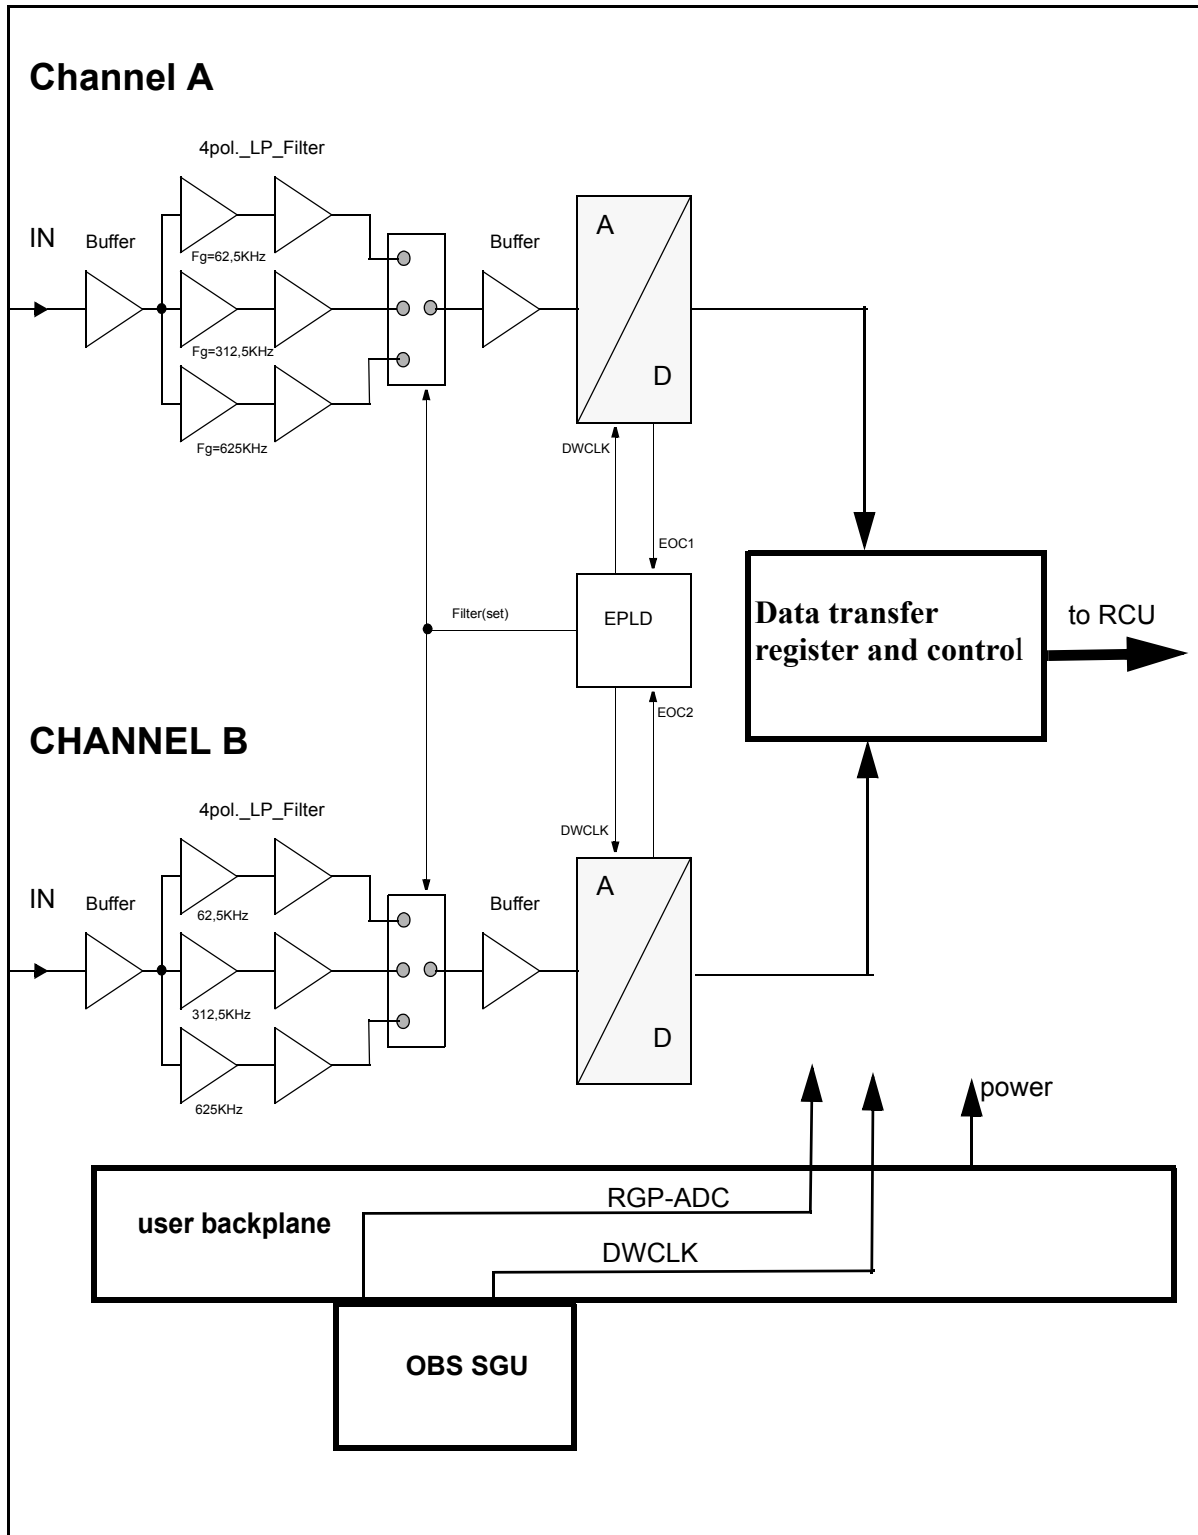 Channel A
4pol._LP_Filter
IN
Buffer
Fg=62,5KHz
Buffer
A
Fg=312,5KHz
D
Fg=625KHz
DWCLK
EOC1
Filter(set)
EPLD
Data transfer
register and control
to RCU
EOC2
CHANNEL B
4pol._LP_Filter
DWCLK
IN
Buffer
62,5KHz
Buffer
A
312,5KHz
D
625KHz
power
RGP-ADC
user backplane
DWCLK
OBS SGU